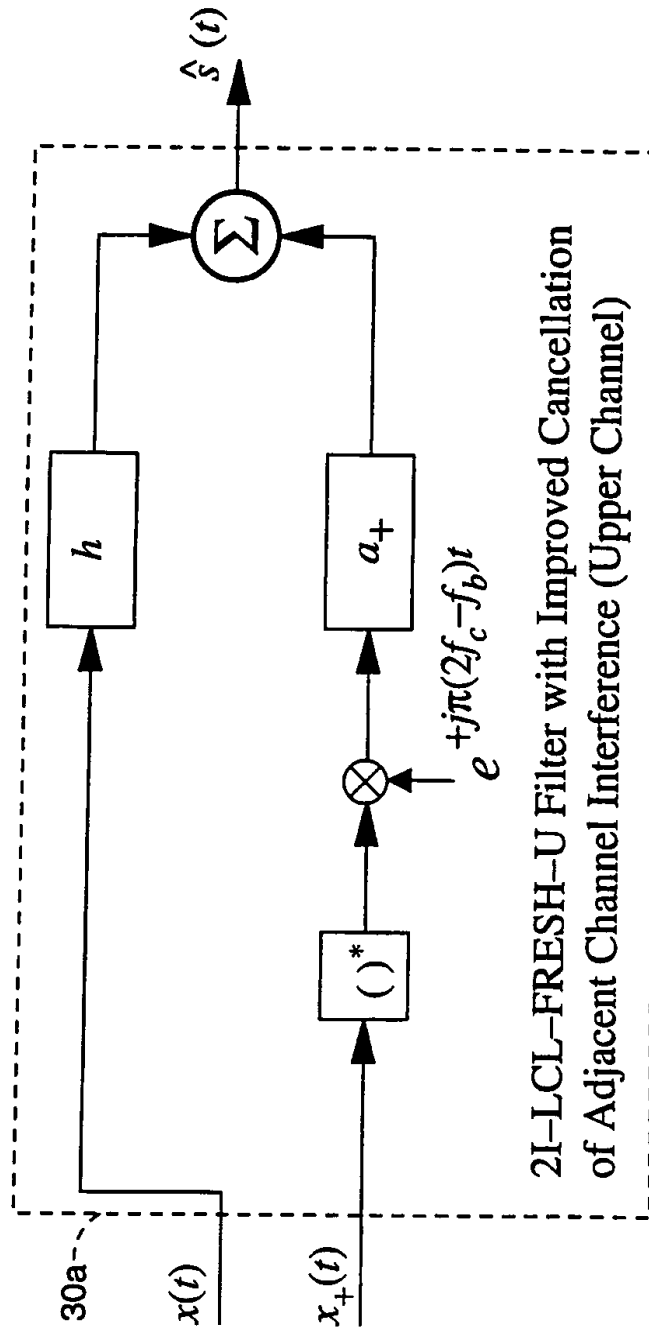 30a
x(t)
x₊(t)
h
( )*
e^{+jπ(2f_c–f_b)t}
a₊
Σ
ŝ(t)
2I–LCL–FRESH–U Filter with Improved Cancellation
of Adjacent Channel Interference (Upper Channel)